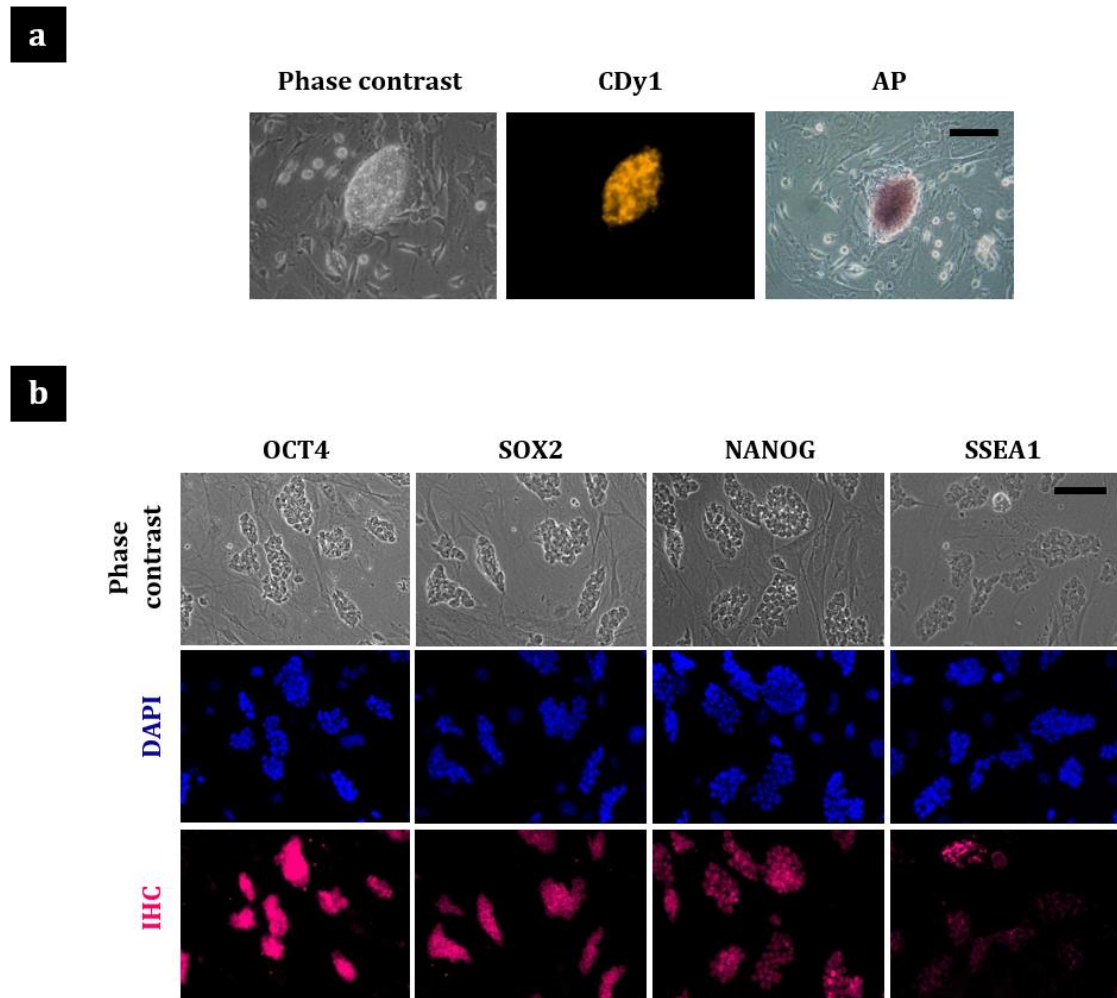 a
Phase contrast CDy1 AP
b
OCT4 SOX2 NANOG SSEA1
Phase
contrast
DAPI
IHC